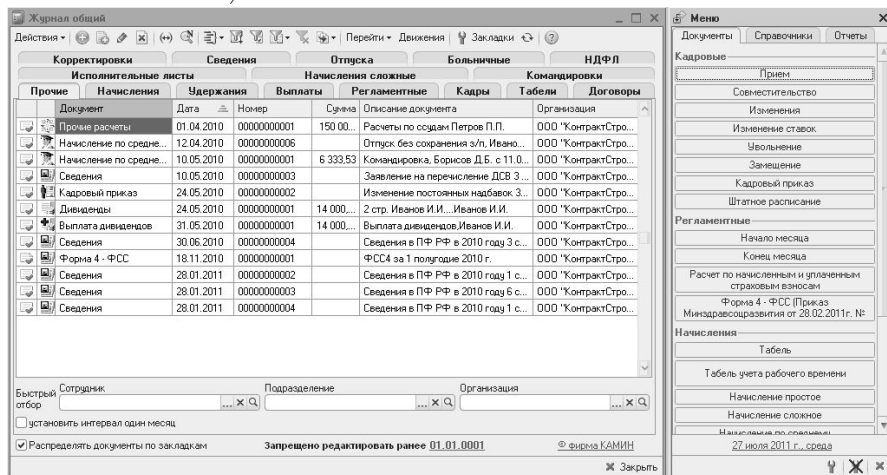 Журнал общий
Действия Перейти Движения Закладки
Корректировки Сведения Отпуска Больничные НДФЛ
Исполнительные листы Начисления сложные Командировки
Прочие Начисления Удержания Выплаты Регламентные Кадры Табели Договоры
Документ Дата Номер Сумма Описание документа Организация
Прочие расчеты 01.04.2010 00000000001 150 00... Расчеты по ссудам Петров П.П. ООО "КонтрактСтро...
Начисление по средне... 12.04.2010 00000000006 Отпуск без сохранения з/п, Ивано... ООО "КонтрактСтро...
Начисление по средне... 10.05.2010 00000000001 6 333,53 Командировка, Борисов Д.Б. с 11.0... ООО "КонтрактСтро...
Сведения 10.05.2010 00000000003 Заявление на перечисление ДСВ 3 ... ООО "КонтрактСтро...
Кадровый приказ 24.05.2010 00000000002 Изменение постоянных надбавок 3... ООО "КонтрактСтро...
Дивиденды 24.05.2010 00000000001 14 000,... 2 стр. Иванов И.И....Иванов И.И. ООО "КонтрактСтро...
Выплата дивидендов 31.05.2010 00000000001 14 000,... Выплата дивидендов,Иванов И.И. ООО "КонтрактСтро...
Сведения 30.06.2010 00000000004 Сведения в ПФ РФ в 2010 году 3 с... ООО "КонтрактСтро...
Форма 4 - ФСС 18.11.2010 00000000001 ФСС4 за 1 полугодие 2010 г. ООО "КонтрактСтро...
Сведения 28.01.2011 00000000002 Сведения в ПФ РФ в 2010 году 1 с... ООО "КонтрактСтро...
Сведения 28.01.2011 00000000003 Сведения в ПФ РФ в 2010 году 6 с... ООО "КонтрактСтро...
Сведения 28.01.2011 00000000004 Сведения в ПФ РФ в 2010 году 1 с... ООО "КонтрактСтро...
Быстрый отбор
Сотрудник Подразделение Организация
установить интервал один месяц
Распределять документы по закладкам Запрещено редактировать ранее 01.01.0001 © фирма КАМИН
Закрыть
Меню
Документы Справочники Отчеты
Кадровые
Прием
Совместительство
Изменения
Изменение ставок
Увольнение
Замещение
Кадровый приказ
Штатное расписание
Регламентные
Начало месяца
Конец месяца
Расчет по начисленным и уплаченным
страховым взносам
Форма 4 - ФСС (Приказ
Минздравсоцразвития от 28.02.2011г. №
Начисления
Табель
Табель учета рабочего времени
Начисление простое
Начисление сложное
Начисление по среднему
27 июля 2011 г., среда